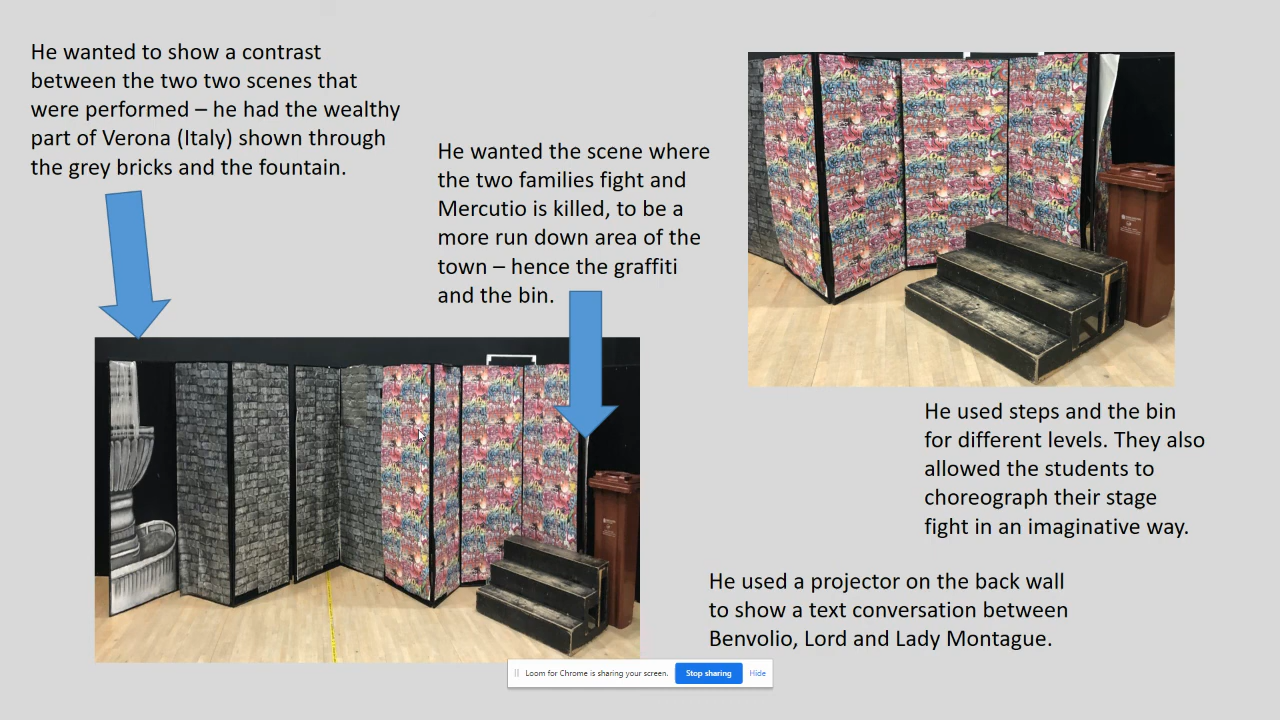 He wanted to show a contrast
between the two two scenes that
were performed – he had the wealthy
part of Verona (Italy) shown through
the grey bricks and the fountain.
He wanted the scene where
the two families fight and
Mercutio is killed, to be a
more run down area of the
town – hence the graffiti
and the bin.
He used steps and the bin
for different levels. They also
allowed the students to
choreograph their stage
fight in an imaginative way.
He used a projector on the back wall
to show a text conversation between
Benvolio, Lord and Lady Montague.
Loom for Chrome is sharing your screen. Stop sharing Hide